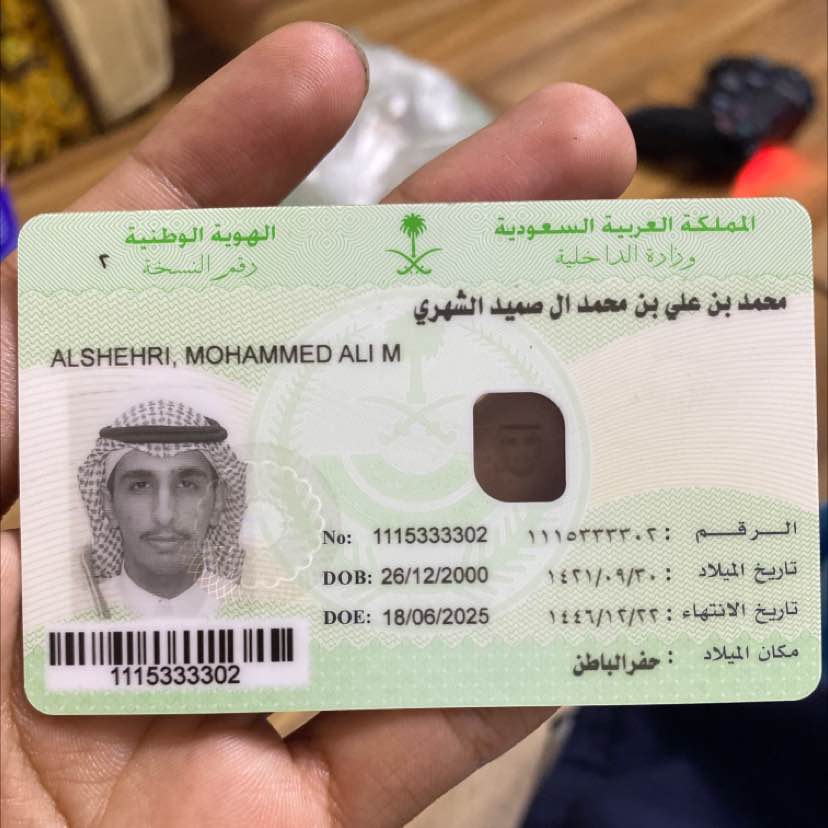 المملكة العربية السعودية
وزارة الداخلية
الهوية الوطنية
رقم النسخة ٢
محمد بن علي بن محمد ال صميد الشهري
ALSHEHRI, MOHAMMED ALI M
الـــرقـــم : ١١١٥٣٣٣٣٠٢
No: 1115333302
تاريخ الميلاد : ١٤٢١/٠٩/٣٠
DOB: 26/12/2000
تاريخ الانتهاء : ١٤٤٦/١٢/٢٢
DOE: 18/06/2025
مكان الميلاد : حفرالباطن
1115333302